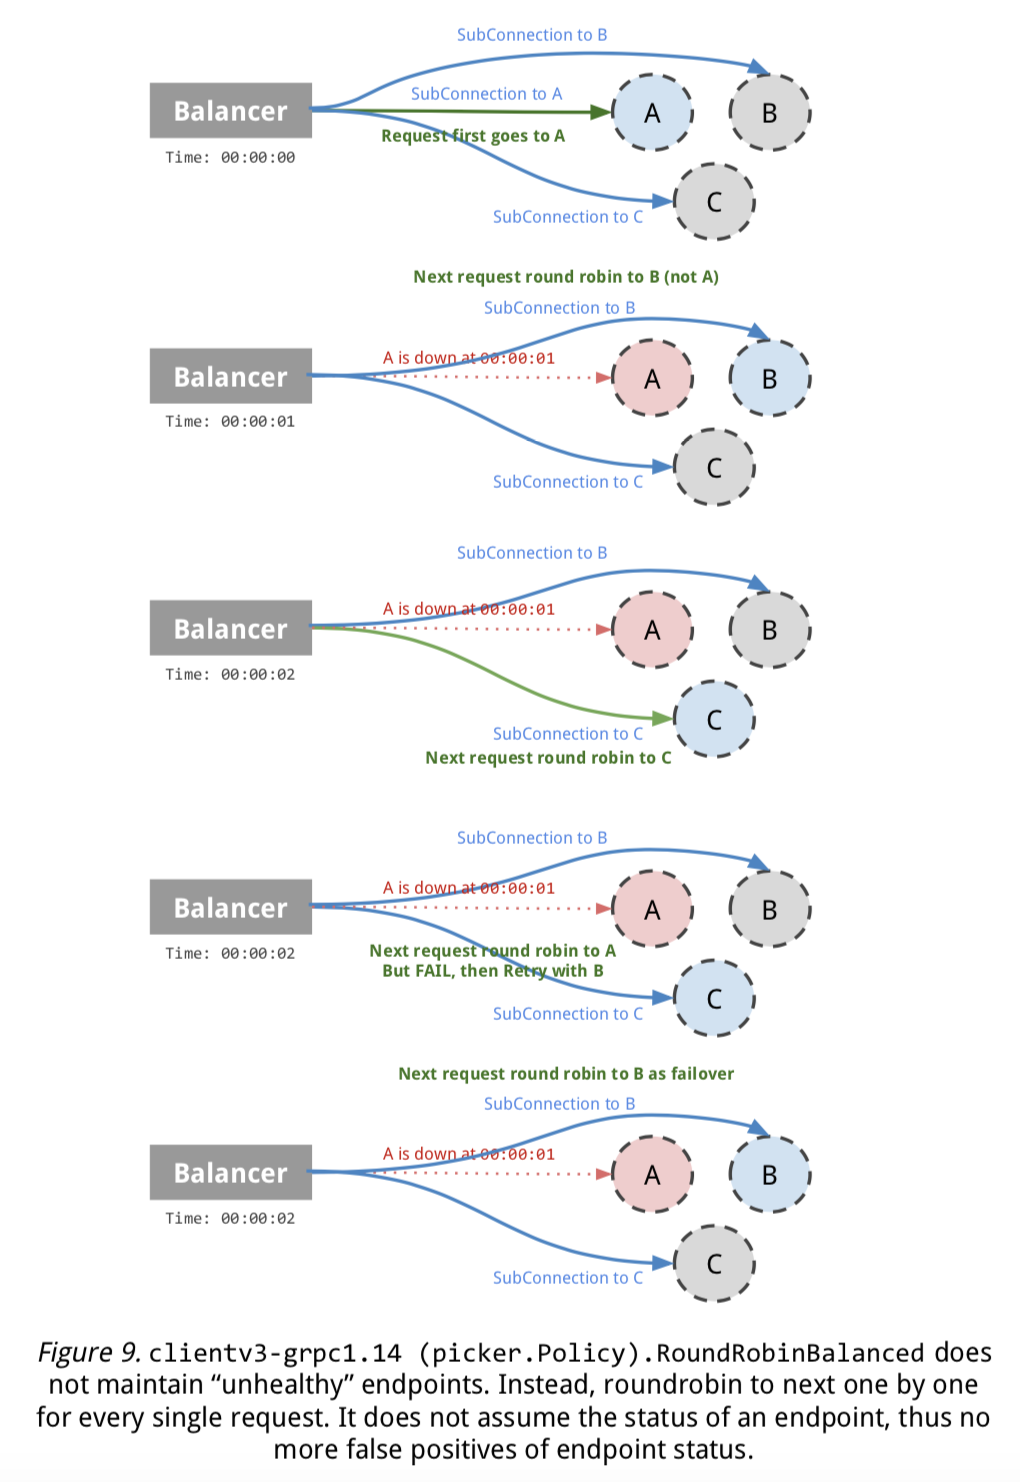 SubConnection to B
SubConnection to A
Balancer
A
B
Request first goes to A
Time: 00:00:00
C
SubConnection to C
Next request round robin to B (not A)
SubConnection to B
A is down at 00:00:01
Balancer
A
B
Time: 00:00:01
C
SubConnection to C
SubConnection to B
A is down at 00:00:01
Balancer
A
B
Time: 00:00:02
C
SubConnection to C
Next request round robin to C
SubConnection to B
A is down at 00:00:01
Balancer
A
B
Time: 00:00:02
Next request round robin to A
But FAIL, then Retry with B
C
SubConnection to C
Next request round robin to B as failover
SubConnection to B
A is down at 00:00:01
Balancer
A
B
Time: 00:00:02
C
SubConnection to C
Figure 9. clientv3-grpc1.14 (picker.Policy).RoundRobinBalanced does
not maintain “unhealthy” endpoints. Instead, roundrobin to next one by one
for every single request. It does not assume the status of an endpoint, thus no
more false positives of endpoint status.